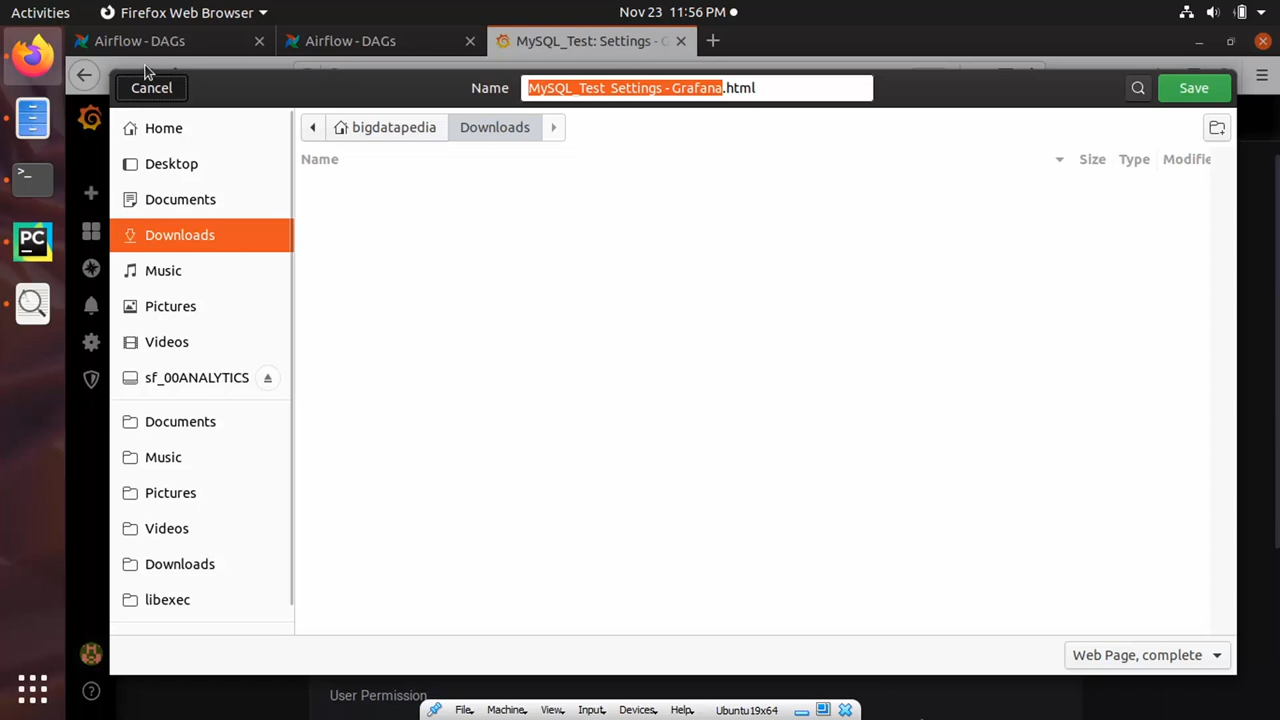 Activities Firefox Web Browser Nov 23 11:56 PM
Airflow - DAGs Airflow - DAGs MySQL_Test: Settings - G
Cancel Name MySQL_Test Settings - Grafana.html Save
Home bigdatapedia Downloads
Name Size Type Modifie
Desktop
Documents
Downloads
Music
Pictures
Videos
sf_00ANALYTICS
Documents
Music
Pictures
Videos
Downloads
libexec
Web Page, complete
User Permission
File Machine View Input Devices Help Ubuntu19x64